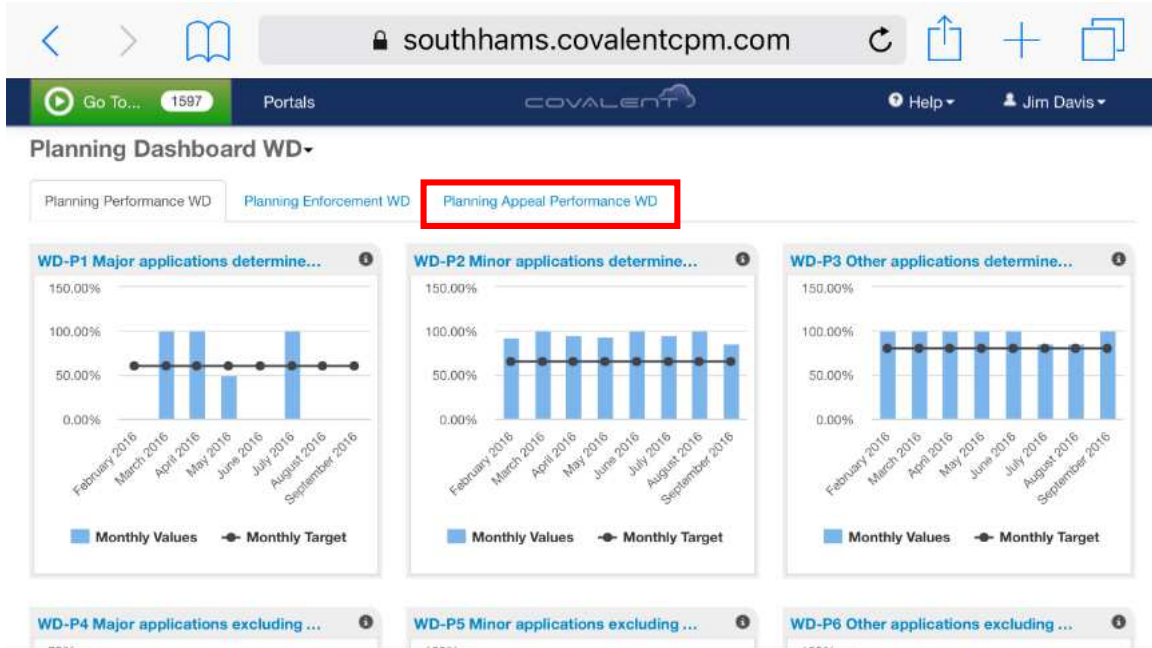 southhams.covalentcpm.com
Go To... 1597 Portals COVALENT Help Jim Davis
Planning Dashboard WD
Planning Performance WD Planning Enforcement WD Planning Appeal Performance WD
WD-P1 Major applications determine...
150.00%
100.00%
50.00%
0.00%
February 2016
March 2016
April 2016
May 2016
June 2016
July 2016
August 2016
September 2016
Monthly Values Monthly Target
WD-P2 Minor applications determine...
150.00%
100.00%
50.00%
0.00%
February 2016
March 2016
April 2016
May 2016
June 2016
July 2016
August 2016
September 2016
Monthly Values Monthly Target
WD-P3 Other applications determine...
150.00%
100.00%
50.00%
0.00%
February 2016
March 2016
April 2016
May 2016
June 2016
July 2016
August 2016
September 2016
Monthly Values Monthly Target
WD-P4 Major applications excluding ...
WD-P5 Minor applications excluding ...
WD-P6 Other applications excluding ...